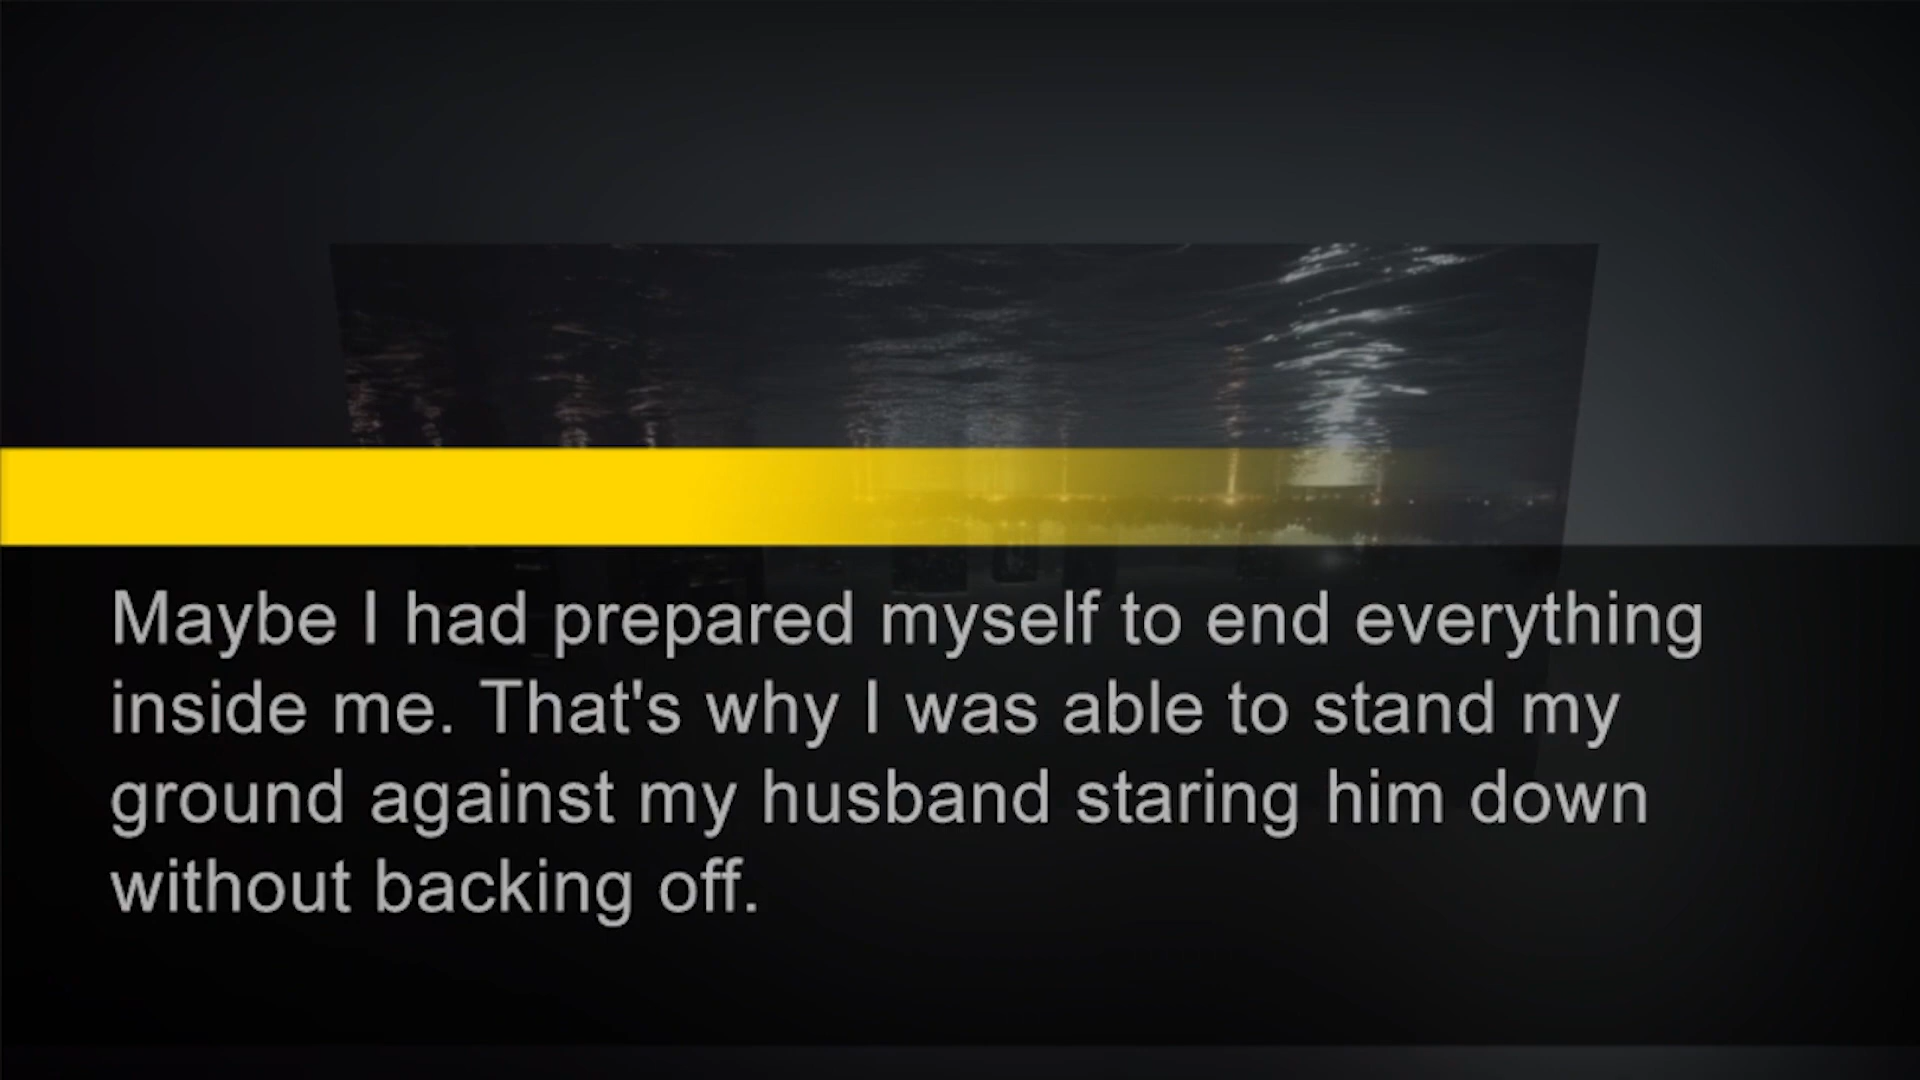 Maybe I had prepared myself to end everything
inside me. That's why I was able to stand my
ground against my husband staring him down
without backing off.